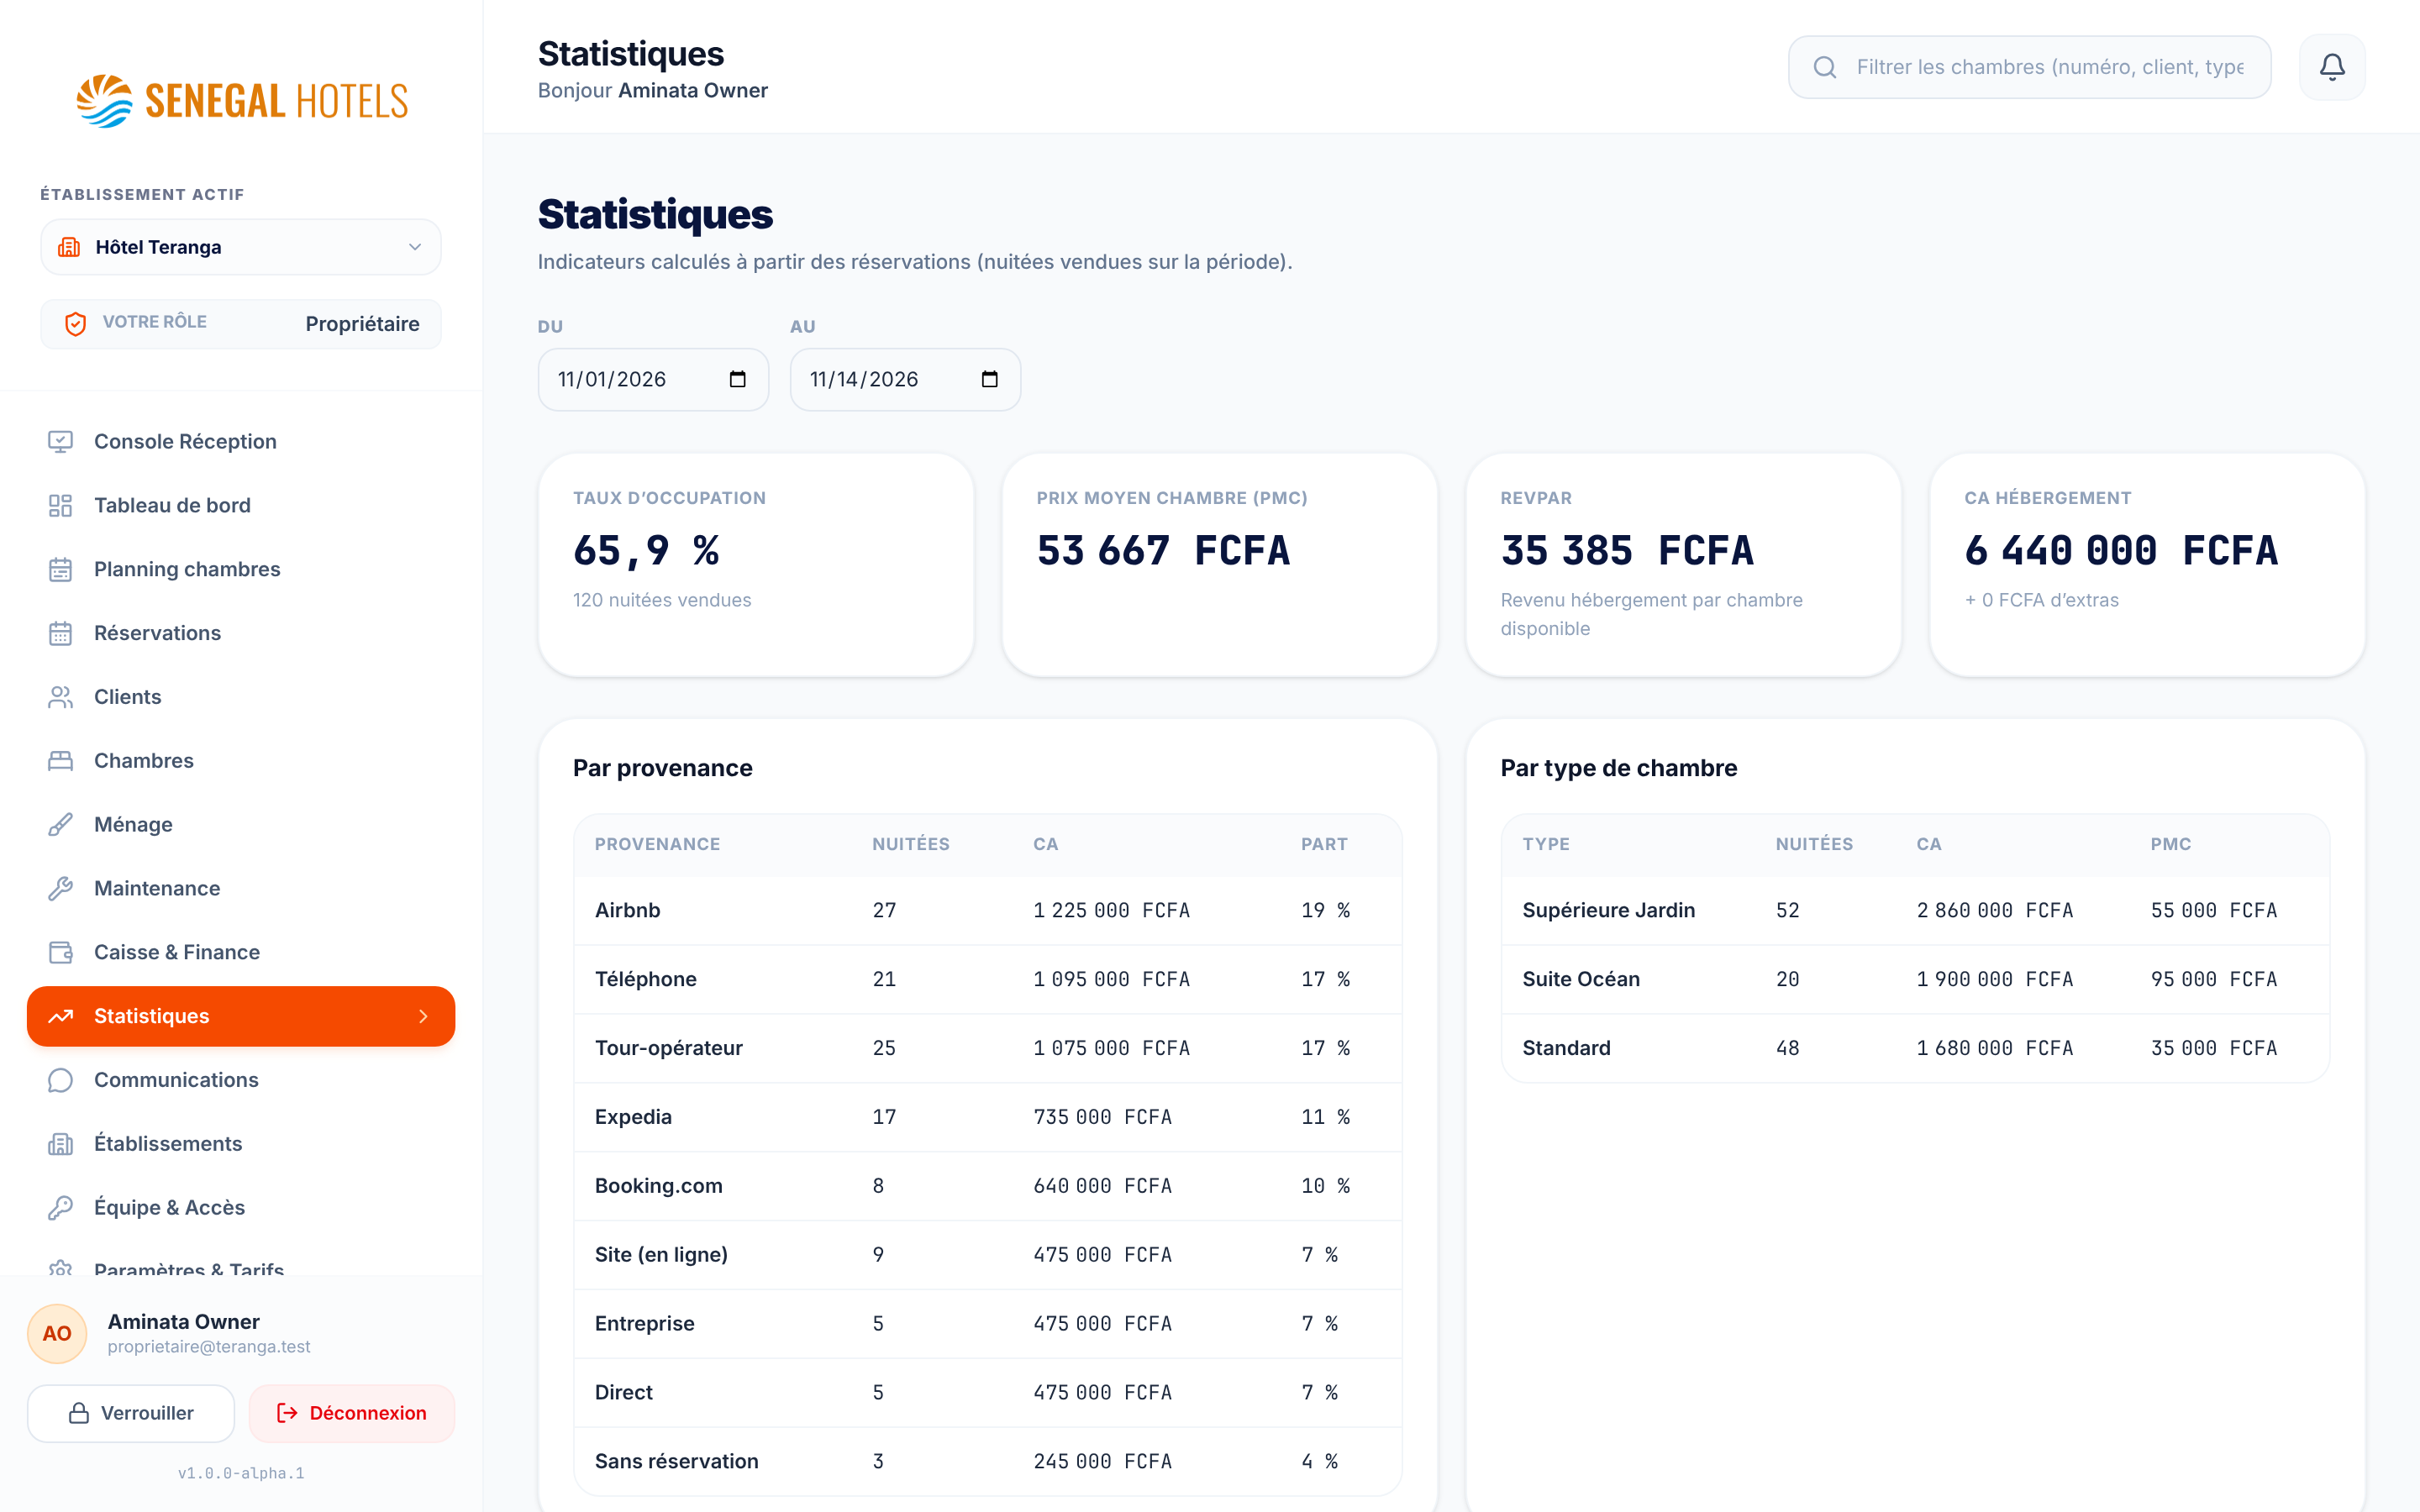 SENEGAL HOTELS
ÉTABLISSEMENT ACTIF
Hôtel Teranga
VOTRE RÔLE Propriétaire
Console Réception
Tableau de bord
Planning chambres
Réservations
Clients
Chambres
Ménage
Maintenance
Caisse & Finance
Statistiques
Communications
Établissements
Équipe & Accès
Paramètres & Tarifs
AO
Aminata Owner
proprietaire@teranga.test
Verrouiller
Déconnexion
v1.0.0-alpha.1
Statistiques
Bonjour Aminata Owner
Filtrer les chambres (numéro, client, type
Statistiques
Indicateurs calculés à partir des réservations (nuitées vendues sur la période).
DU AU
11/01/2026 11/14/2026
TAUX D’OCCUPATION
65,9 %
120 nuitées vendues
PRIX MOYEN CHAMBRE (PMC)
53 667 FCFA
REVPAR
35 385 FCFA
Revenu hébergement par chambre
disponible
CA HÉBERGEMENT
6 440 000 FCFA
+ 0 FCFA d’extras
Par provenance
PROVENANCE NUITÉES CA PART
Airbnb 27 1 225 000 FCFA 19 %
Téléphone 21 1 095 000 FCFA 17 %
Tour-opérateur 25 1 075 000 FCFA 17 %
Expedia 17 735 000 FCFA 11 %
Booking.com 8 640 000 FCFA 10 %
Site (en ligne) 9 475 000 FCFA 7 %
Entreprise 5 475 000 FCFA 7 %
Direct 5 475 000 FCFA 7 %
Sans réservation 3 245 000 FCFA 4 %
Par type de chambre
TYPE NUITÉES CA PMC
Supérieure Jardin 52 2 860 000 FCFA 55 000 FCFA
Suite Océan 20 1 900 000 FCFA 95 000 FCFA
Standard 48 1 680 000 FCFA 35 000 FCFA